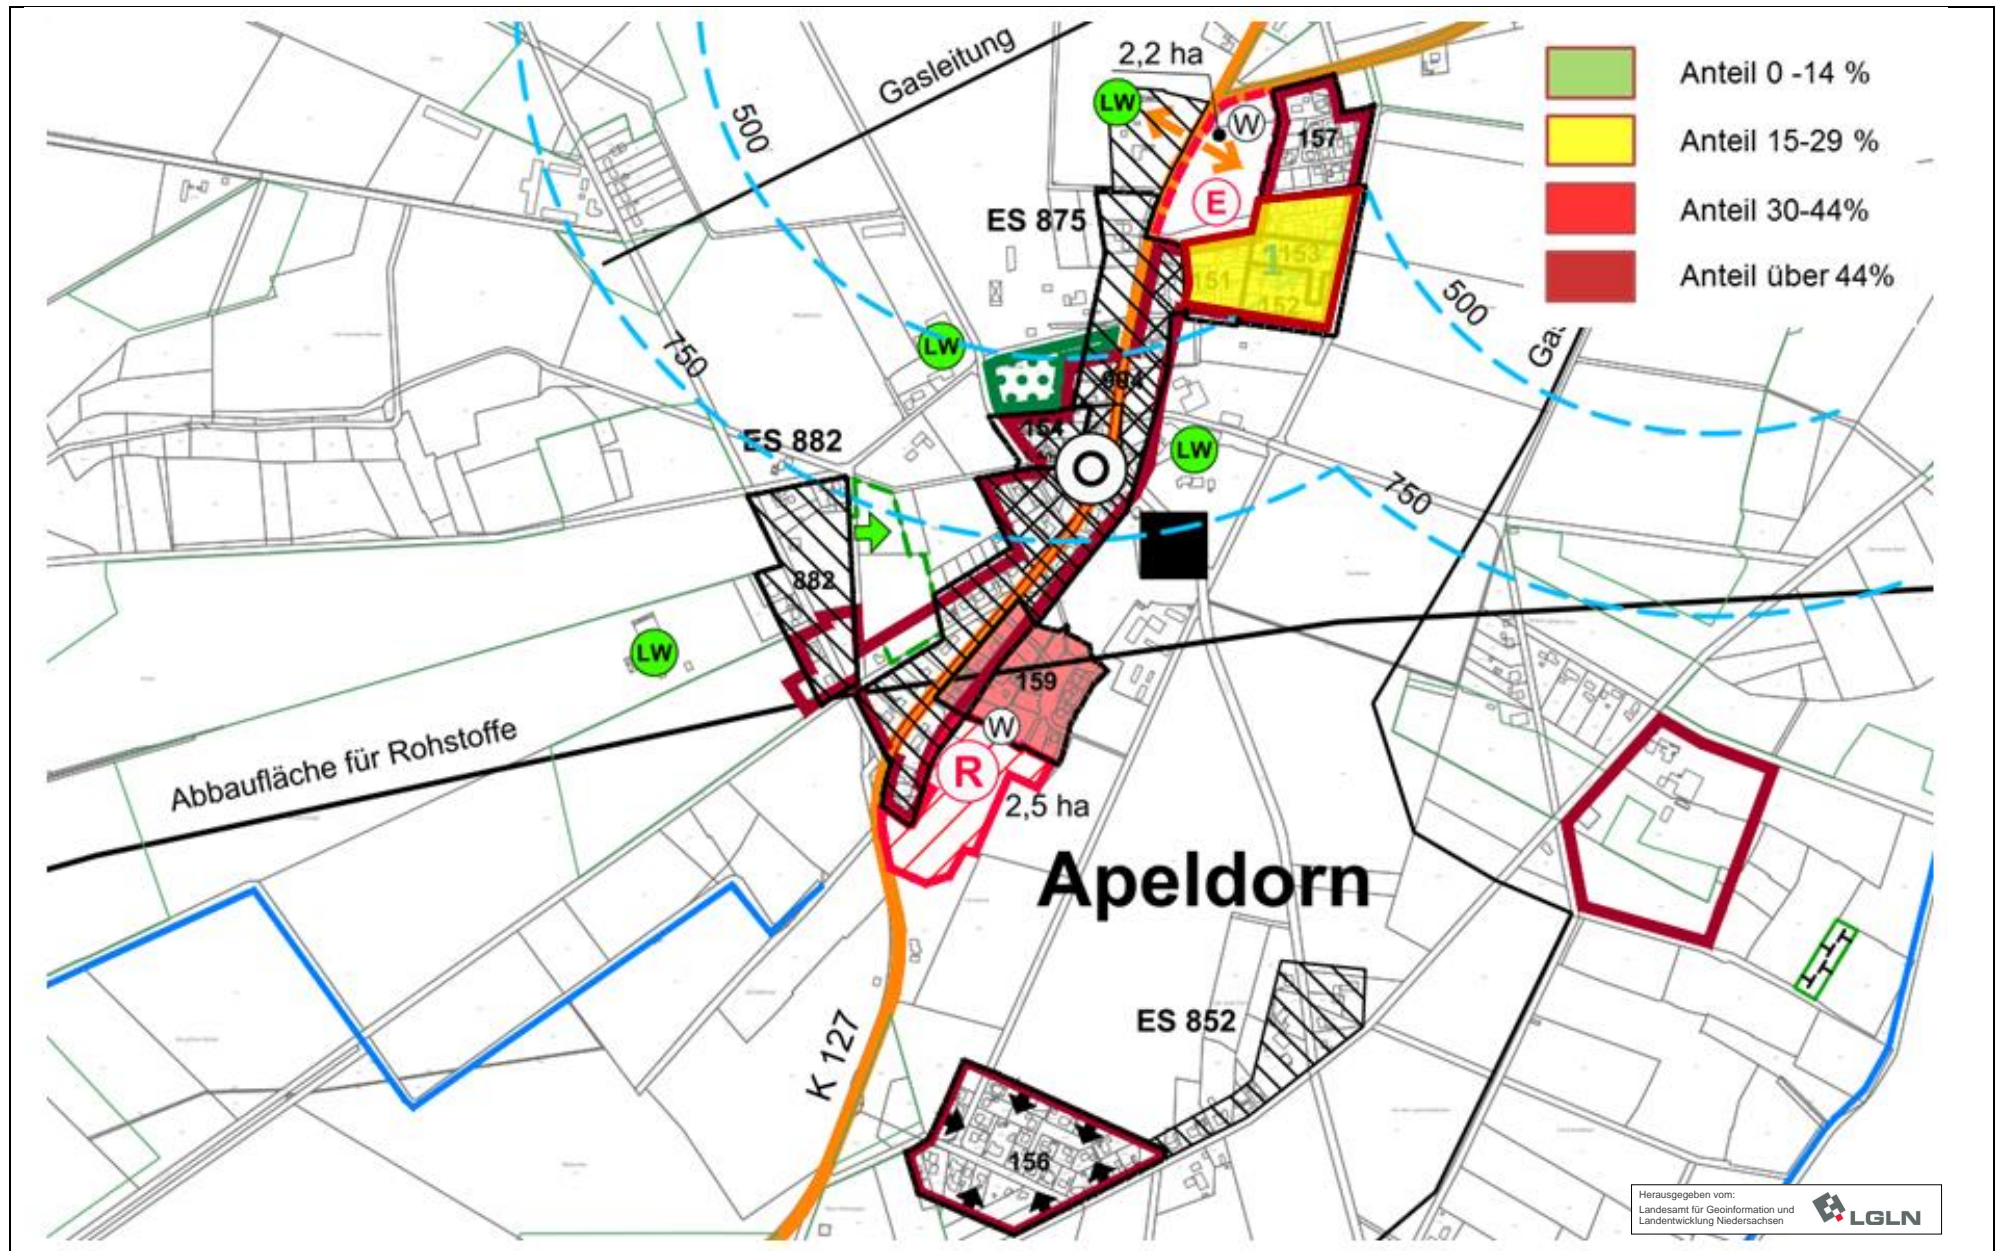 2,2 ha
Gasleitung
LW
W
157
500
Anteil 0 -14 %
Anteil 15-29 %
Anteil 30-44%
Anteil über 44%
E
ES 875
1
153
151
152
500
750
LW
154
ES 882
O
LW
750
882
LW
159
W
R
2,5 ha
Abbaufläche für Rohstoffe
Apeldorn
K 127
ES 852
156
Herausgegeben vom:
Landesamt für Geoinformation und
Landentwicklung Niedersachsen
LGLN